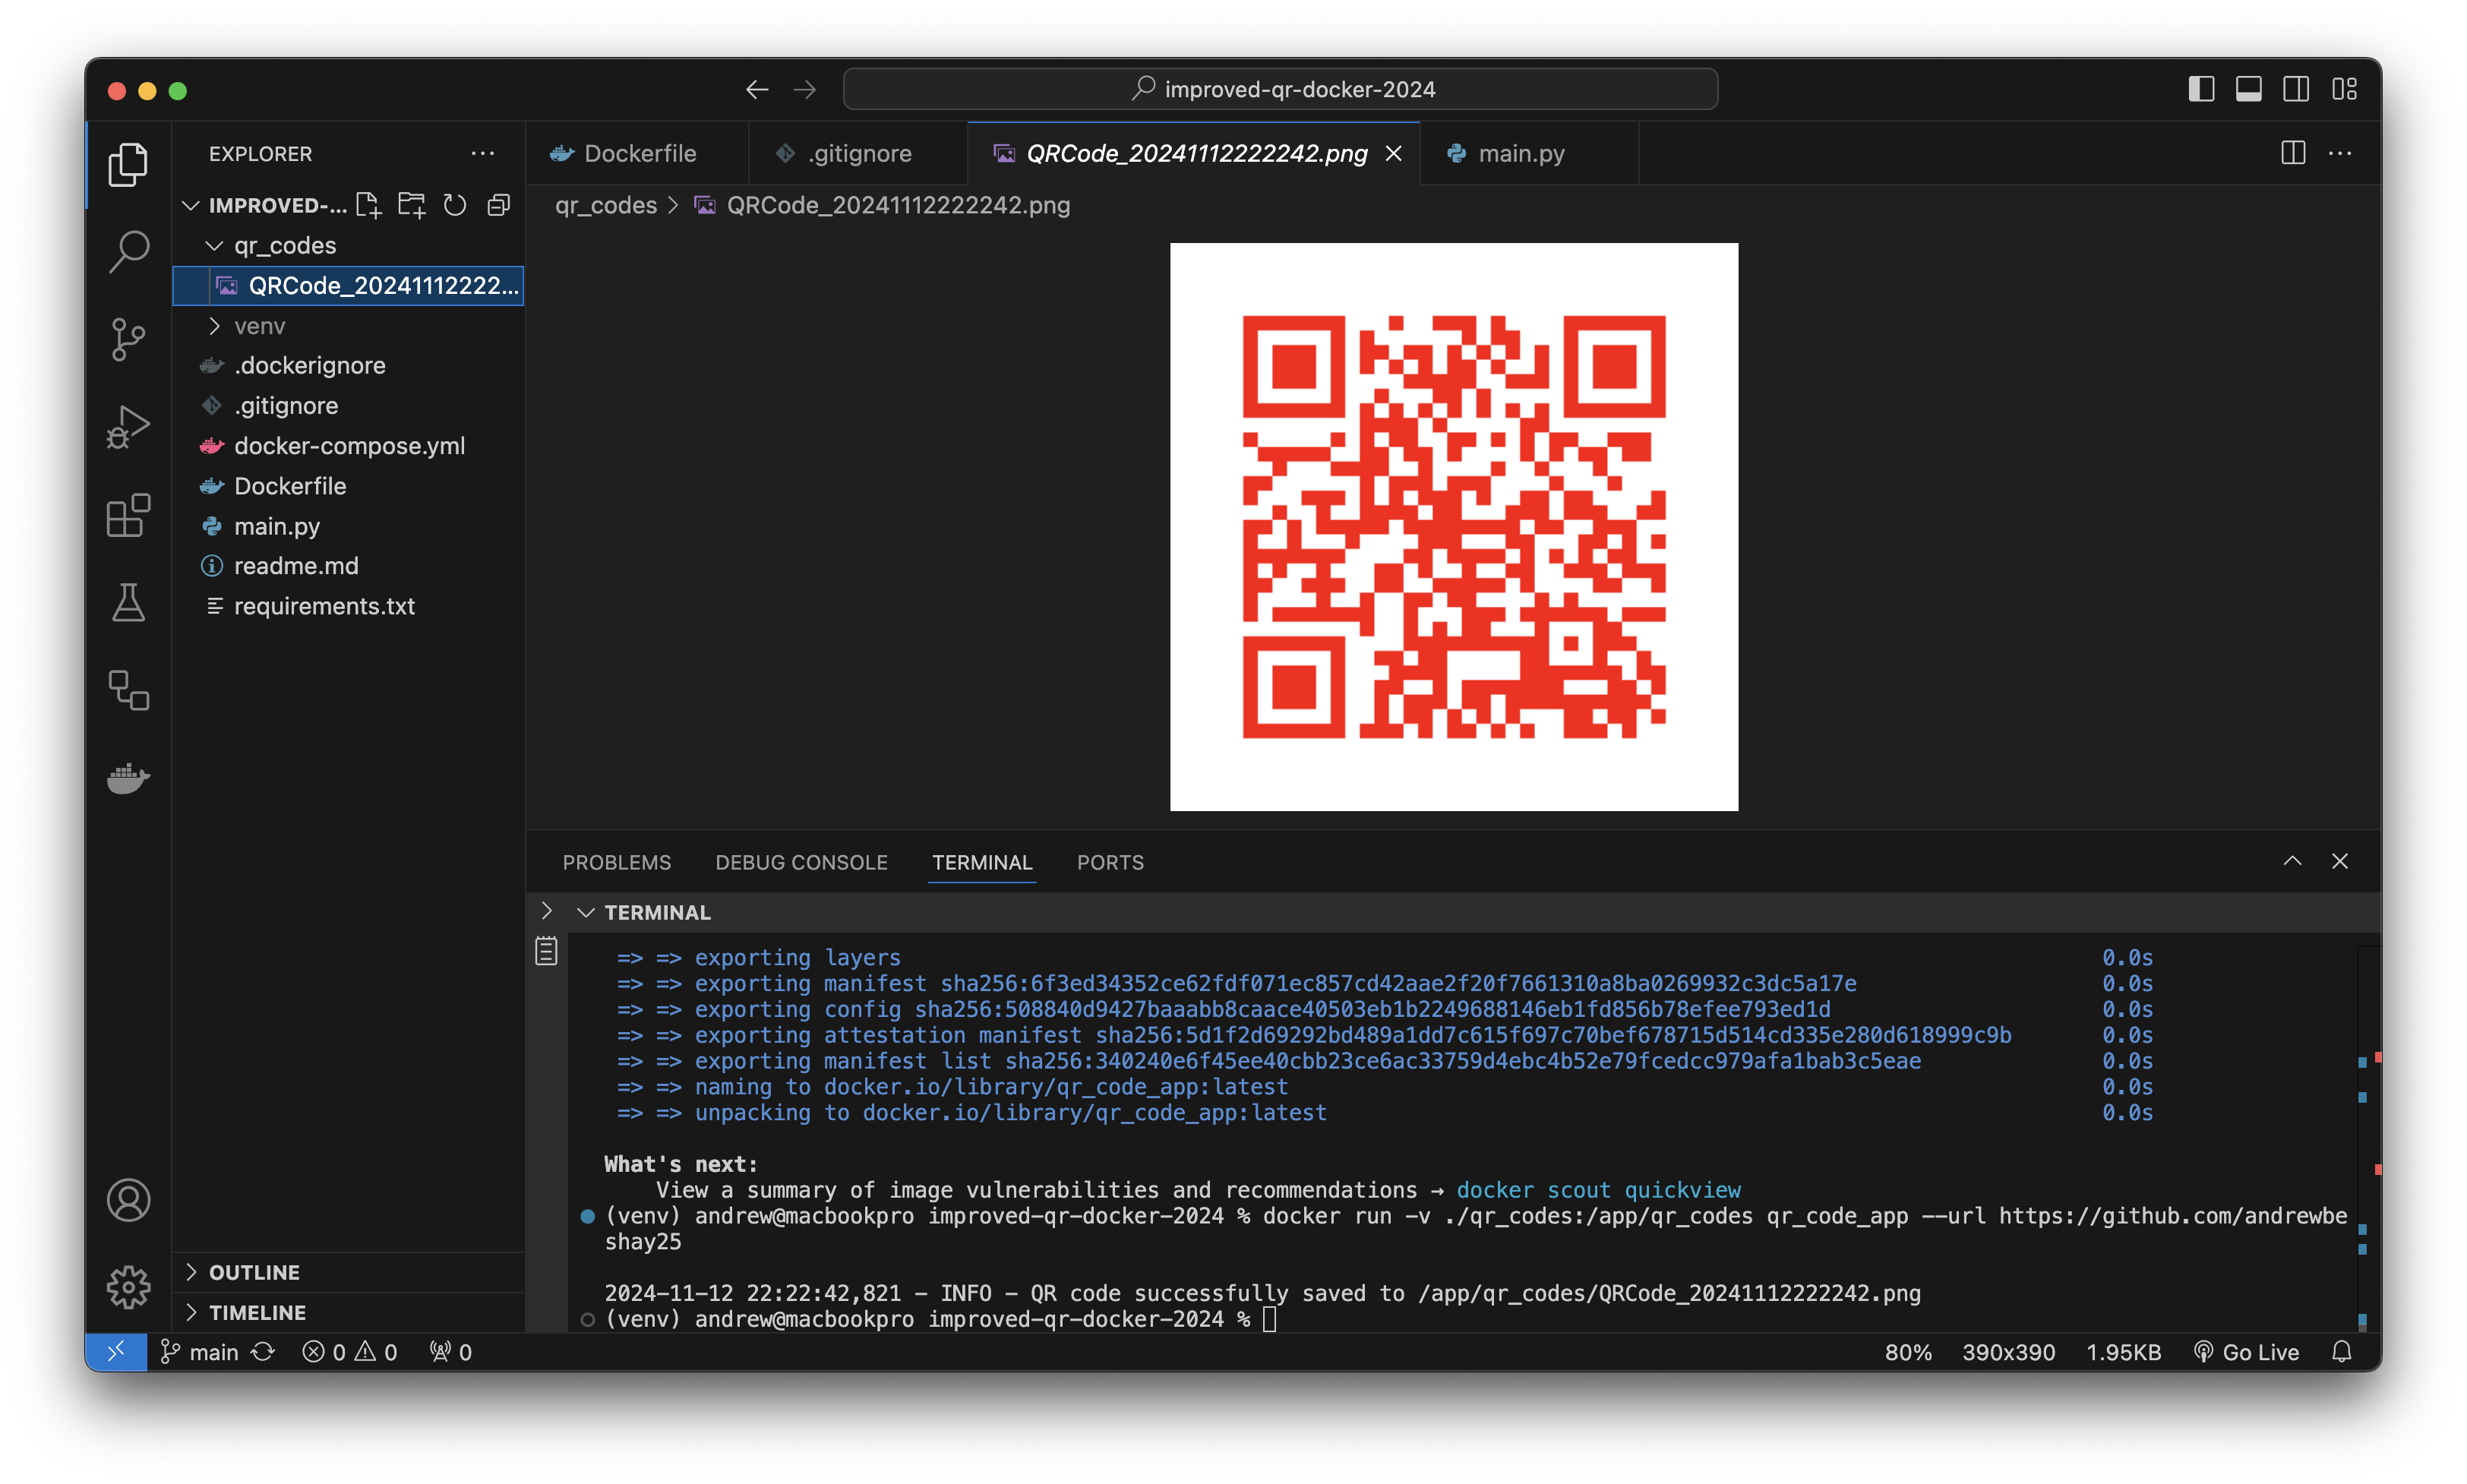 improved-qr-docker-2024
EXPLORER
Dockerfile
.gitignore
QRCode_20241112222242.png
main.py
IMPROVED-...
qr_codes
QRCode_20241112222...
venv
.dockerignore
.gitignore
docker-compose.yml
Dockerfile
main.py
readme.md
requirements.txt
OUTLINE
TIMELINE
qr_codes > QRCode_20241112222242.png
PROBLEMS DEBUG CONSOLE TERMINAL PORTS
TERMINAL
=> => exporting layers 0.0s
=> => exporting manifest sha256:6f3ed34352ce62fdf071ec857cd42aae2f20f7661310a8ba0269932c3dc5a17e 0.0s
=> => exporting config sha256:508840d9427baaabb8caace40503eb1b2249688146eb1fd856b78efee793ed1d 0.0s
=> => exporting attestation manifest sha256:5d1f2d69292bd489a1dd7c615f697c70bef678715d514cd335e280d618999c9b 0.0s
=> => exporting manifest list sha256:340240e6f45ee40cbb23ce6ac33759d4ebc4b52e79fcedcc979afa1bab3c5eae 0.0s
=> => naming to docker.io/library/qr_code_app:latest 0.0s
=> => unpacking to docker.io/library/qr_code_app:latest 0.0s
What's next:
View a summary of image vulnerabilities and recommendations → docker scout quickview
(venv) andrew@macbookpro improved-qr-docker-2024 % docker run -v ./qr_codes:/app/qr_codes qr_code_app --url https://github.com/andrewbe
shay25
2024-11-12 22:22:42,821 - INFO - QR code successfully saved to /app/qr_codes/QRCode_20241112222242.png
(venv) andrew@macbookpro improved-qr-docker-2024 %
main 0 0 0 80% 390x390 1.95KB Go Live